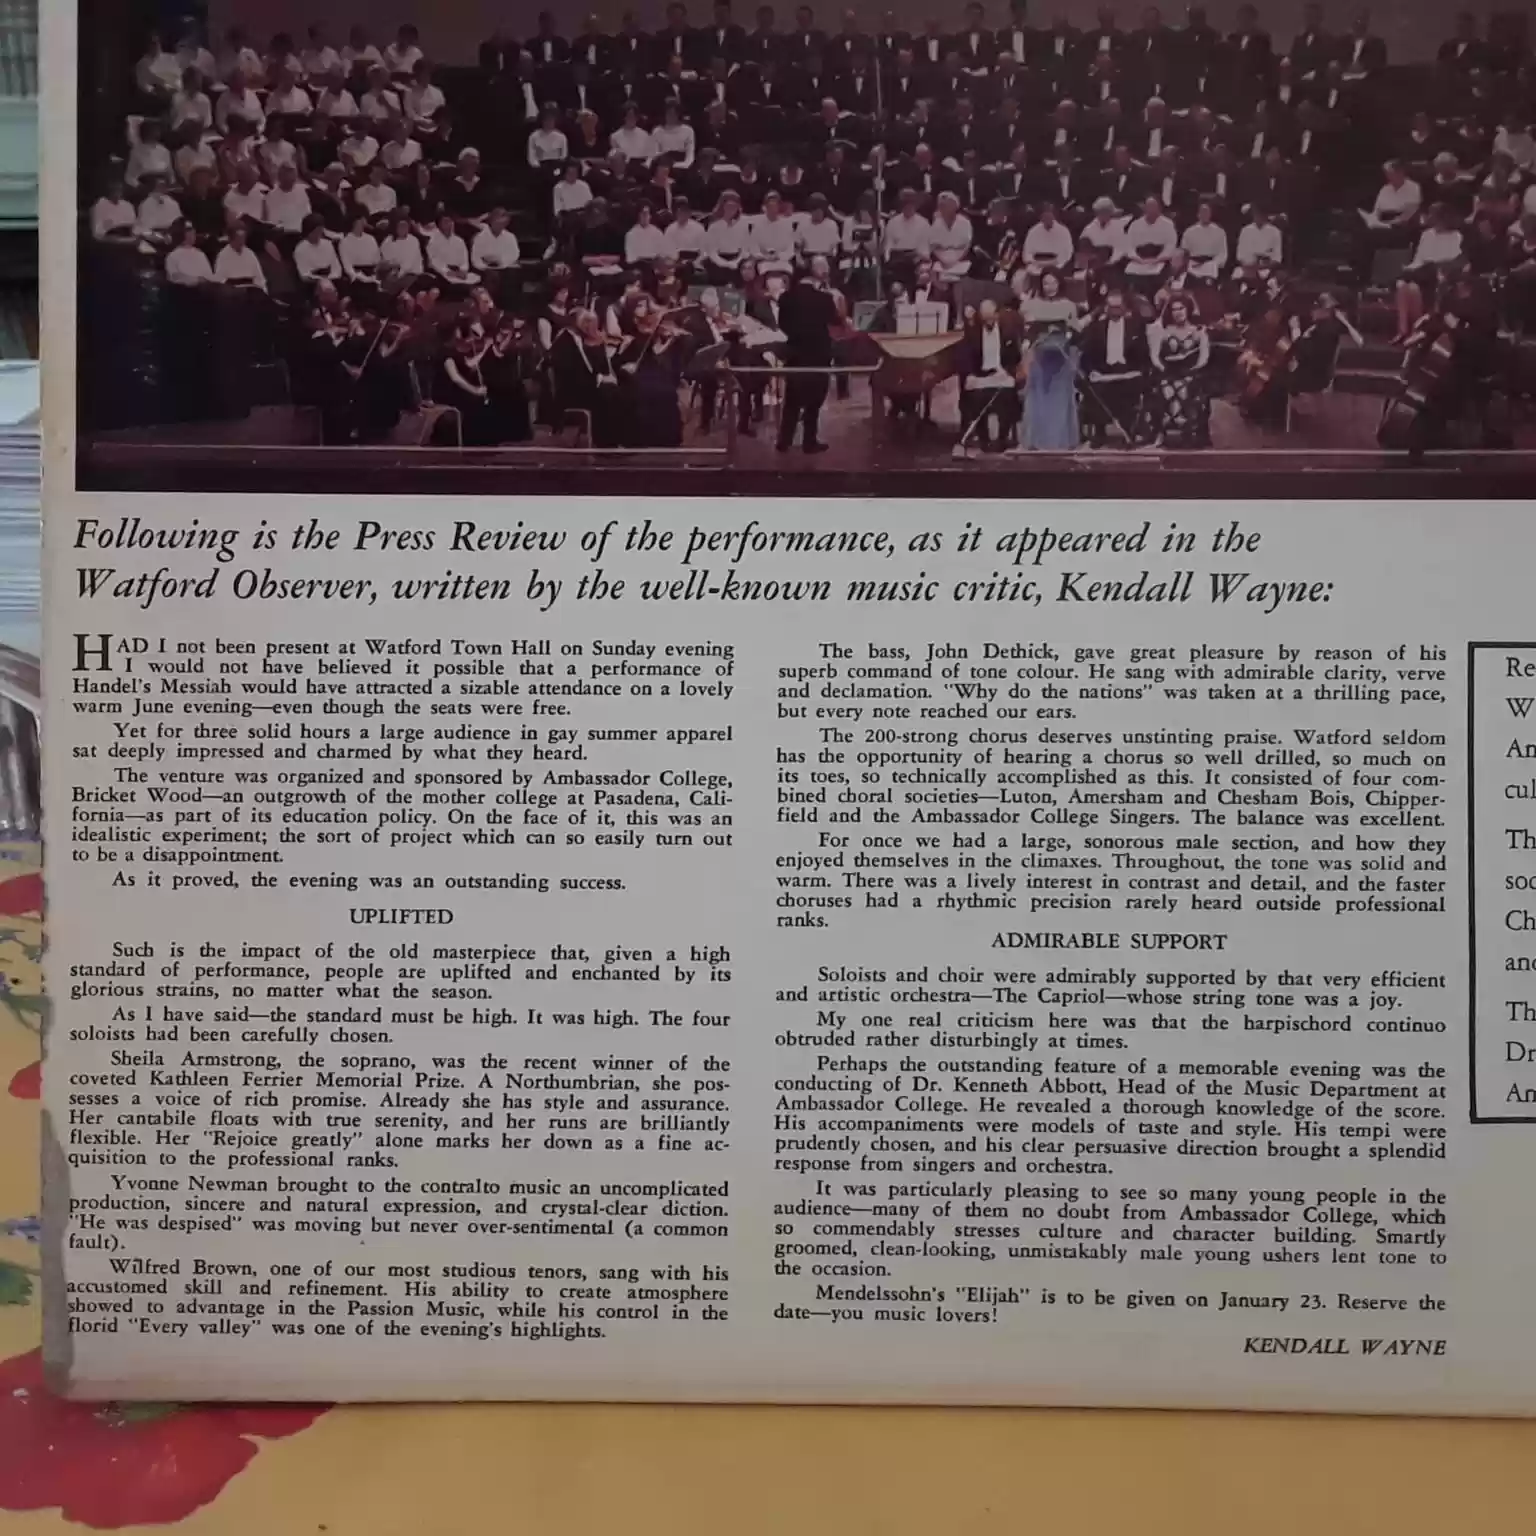 Following is the Press Review of the performance, as it appeared in the
Watford Observer, written by the well-known music critic, Kendall Wayne:
HAD I not been present at Watford Town Hall on Sunday evening
I would not have believed it possible that a performance of
Handel's Messiah would have attracted a sizable attendance on a lovely
warm June evening—even though the seats were free.
Yet for three solid hours a large audience in gay summer apparel
sat deeply impressed and charmed by what they heard.
The venture was organized and sponsored by Ambassador College,
Bricket Wood—an outgrowth of the mother college at Pasadena, Cali-
fornia—as part of its education policy. On the face of it, this was an
idealistic experiment; the sort of project which can so easily turn out
to be a disappointment.
As it proved, the evening was an outstanding success.
UPLIFTED
Such is the impact of the old masterpiece that, given a high
standard of performance, people are uplifted and enchanted by its
glorious strains, no matter what the season.
As I have said—the standard must be high. It was high. The four
soloists had been carefully chosen.
Sheila Armstrong, the soprano, was the recent winner of the
coveted Kathleen Ferrier Memorial Prize. A Northumbrian, she pos-
sesses a voice of rich promise. Already she has style and assurance.
Her cantabile floats with true serenity, and her runs are brilliantly
flexible. Her "Rejoice greatly" alone marks her down as a fine ac-
quisition to the professional ranks.
Yvonne Newman brought to the contralto music an uncomplicated
production, sincere and natural expression, and crystal-clear diction.
"He was despised" was moving but never over-sentimental (a common
fault).
Wilfred Brown, one of our most studious tenors, sang with his
accustomed skill and refinement. His ability to create atmosphere
showed to advantage in the Passion Music, while his control in the
florid "Every valley" was one of the evening's highlights.
The bass, John Dethick, gave great pleasure by reason of his
superb command of tone colour. He sang with admirable clarity, verve
and declamation. "Why do the nations" was taken at a thrilling pace,
but every note reached our ears.
The 200-strong chorus deserves unstinting praise. Watford seldom
has the opportunity of hearing a chorus so well drilled, so much on
its toes, so technically accomplished as this. It consisted of four com-
bined choral societies—Luton, Amersham and Chesham Bois, Chipper-
field and the Ambassador College Singers. The balance was excellent.
For once we had a large, sonorous male section, and how they
enjoyed themselves in the climaxes. Throughout, the tone was solid and
warm. There was a lively interest in contrast and detail, and the faster
choruses had a rhythmic precision rarely heard outside professional
ranks.
ADMIRABLE SUPPORT
Soloists and choir were admirably supported by that very efficient
and artistic orchestra—The Capriol—whose string tone was a joy.
My one real criticism here was that the harpischord continuo
obtruded rather disturbingly at times.
Perhaps the outstanding feature of a memorable evening was the
conducting of Dr. Kenneth Abbott, Head of the Music Department at
Ambassador College. He revealed a thorough knowledge of the score.
His accompaniments were models of taste and style. His tempi were
prudently chosen, and his clear persuasive direction brought a splendid
response from singers and orchestra.
It was particularly pleasing to see so many young people in the
audience—many of them no doubt from Ambassador College, which
so commendably stresses culture and character building. Smartly
groomed, clean-looking, unmistakably male young ushers lent tone to
the occasion.
Mendelssohn's "Elijah" is to be given on January 23. Reserve the
date—you music lovers!
KENDALL WAYNE
Re
W
An
cul
Th
soc
Ch
and
Th
Dr
An